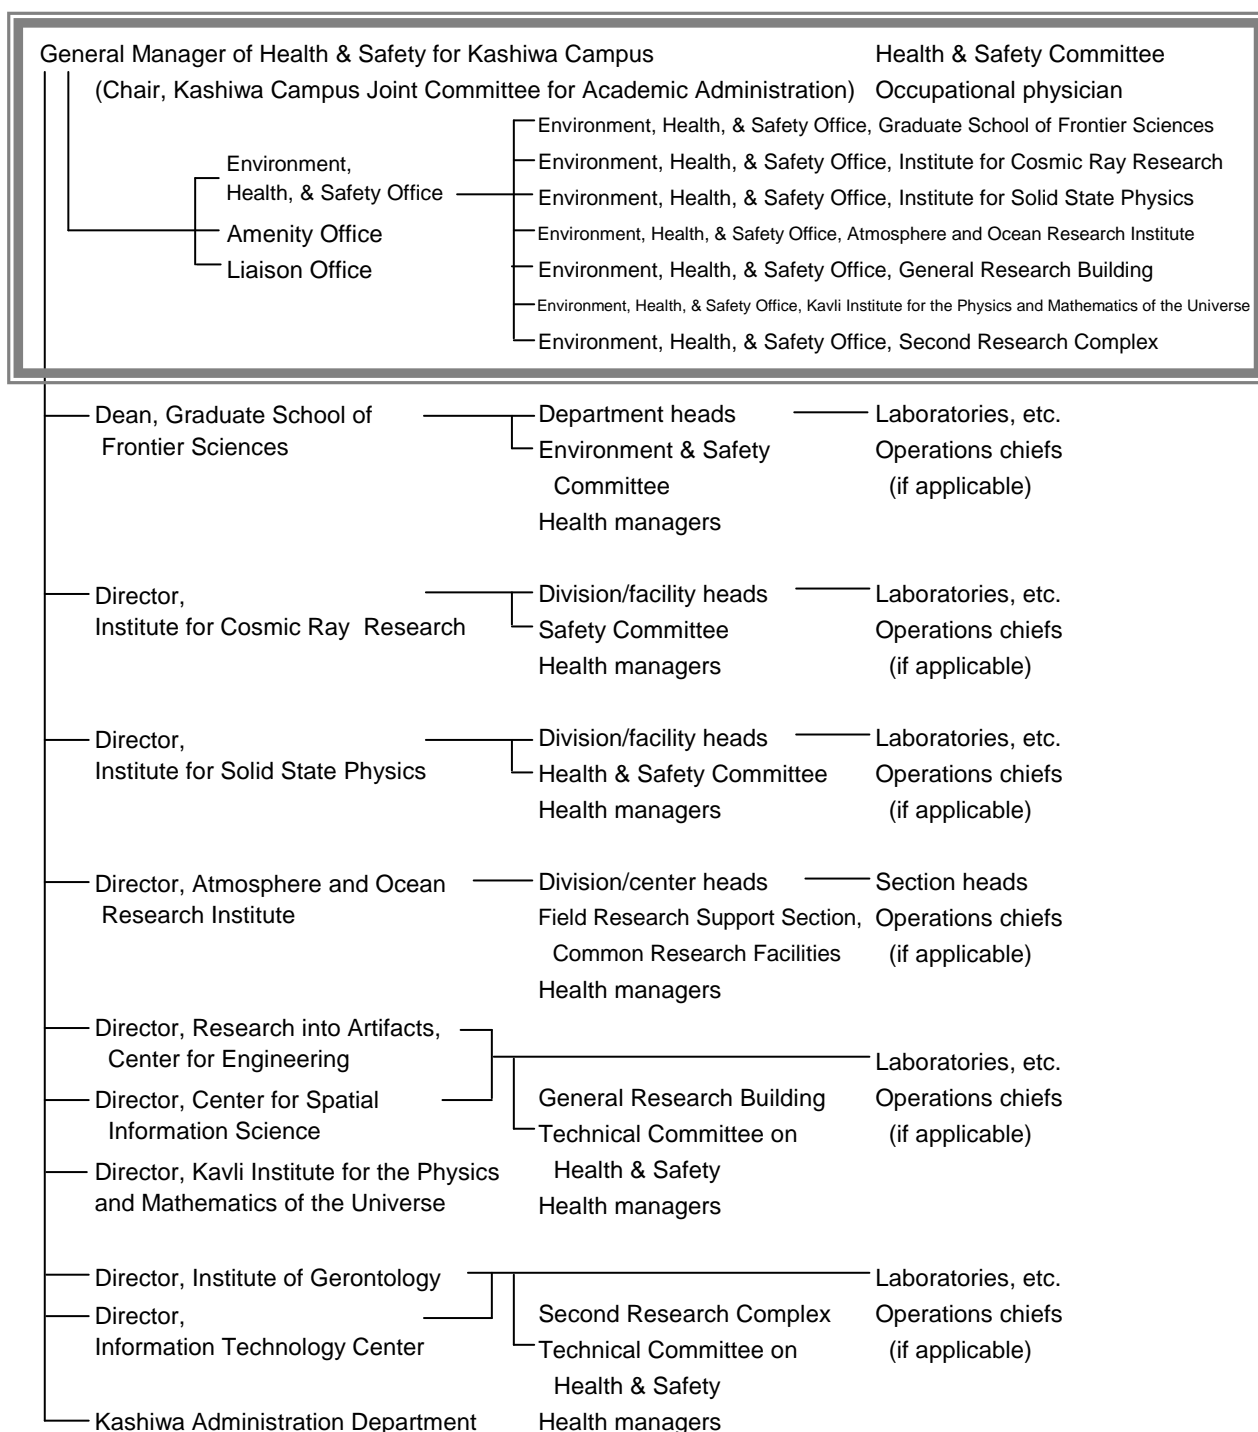 General Manager of Health & Safety for Kashiwa Campus
Health & Safety Committee
(Chair, Kashiwa Campus Joint Committee for Academic Administration)
Occupational physician
Environment,
Health, & Safety Office
Amenity Office
Liaison Office
Environment, Health, & Safety Office, Graduate School of Frontier Sciences
Environment, Health, & Safety Office, Institute for Cosmic Ray Research
Environment, Health, & Safety Office, Institute for Solid State Physics
Environment, Health, & Safety Office, Atmosphere and Ocean Research Institute
Environment, Health, & Safety Office, General Research Building
Environment, Health, & Safety Office, Kavli Institute for the Physics and Mathematics of the Universe
Environment, Health, & Safety Office, Second Research Complex
Dean, Graduate School of
Frontier Sciences
Department heads
Environment & Safety
Committee
Health managers
Laboratories, etc.
Operations chiefs
(if applicable)
Director,
Institute for Cosmic Ray Research
Division/facility heads
Safety Committee
Health managers
Laboratories, etc.
Operations chiefs
(if applicable)
Director,
Institute for Solid State Physics
Division/facility heads
Health & Safety Committee
Health managers
Laboratories, etc.
Operations chiefs
(if applicable)
Director, Atmosphere and Ocean
Research Institute
Division/center heads
Field Research Support Section,
Common Research Facilities
Health managers
Section heads
Operations chiefs
(if applicable)
Director, Research into Artifacts,
Center for Engineering
Director, Center for Spatial
Information Science
Director, Kavli Institute for the Physics
and Mathematics of the Universe
General Research Building
Technical Committee on
Health & Safety
Health managers
Laboratories, etc.
Operations chiefs
(if applicable)
Director, Institute of Gerontology
Director,
Information Technology Center
Second Research Complex
Technical Committee on
Health & Safety
Health managers
Laboratories, etc.
Operations chiefs
(if applicable)
Kashiwa Administration Department